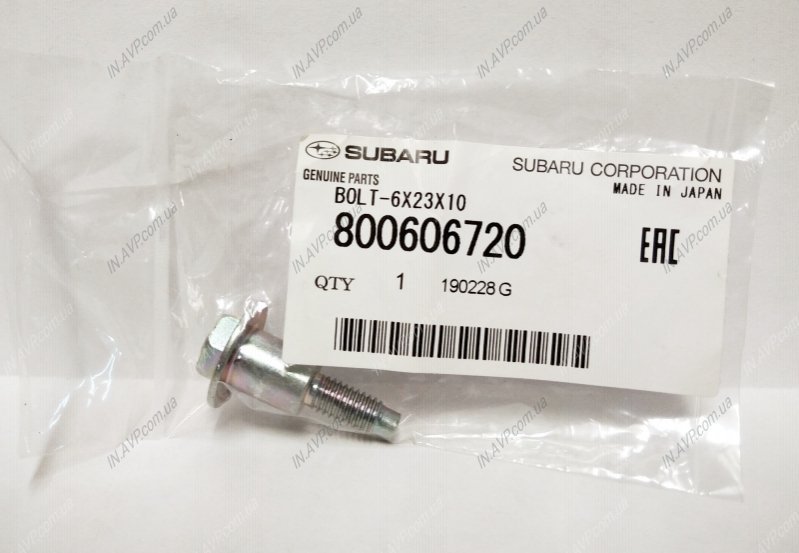 SUBARU
SUBARU CORPORATION
GENUINE PARTS
MADE IN JAPAN
BOLT-6X23X10
800606720
EAC
QTY 1 190228 G
IN.AVP.com.ua